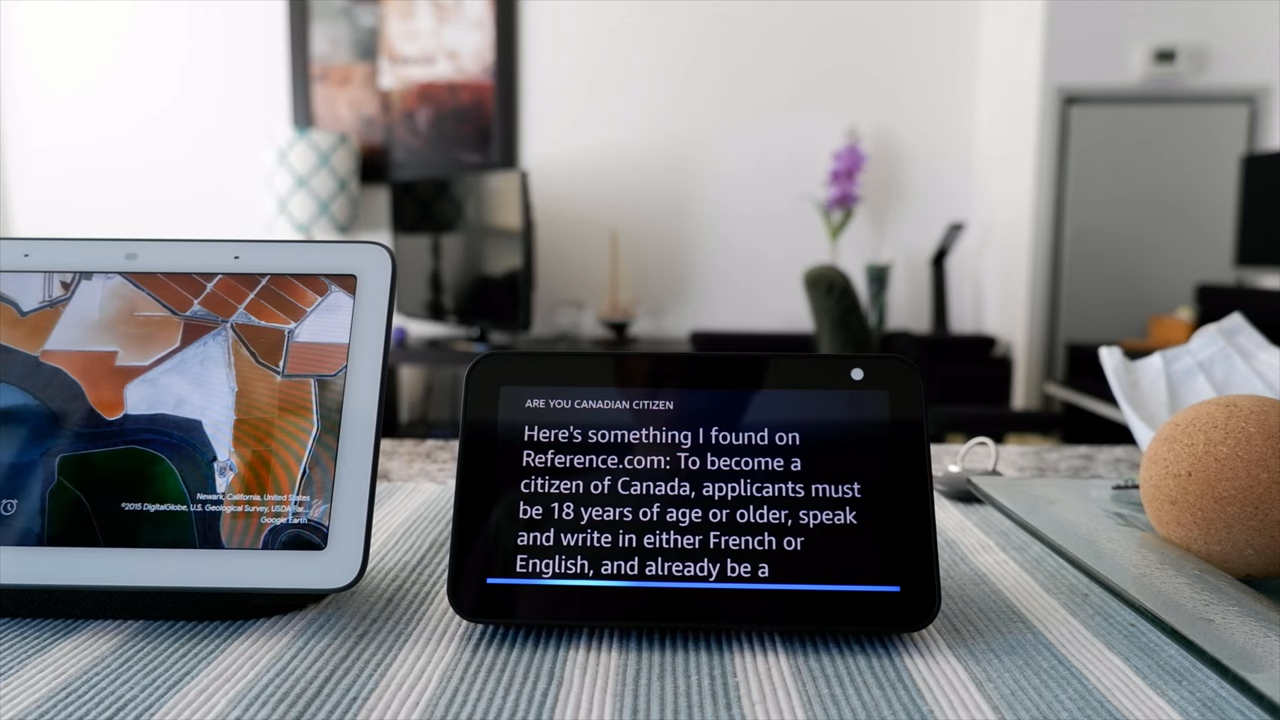 Newark, California, United States
©2015 DigitalGlobe, U.S. Geological Survey, USDA Far...
Google Earth
ARE YOU CANADIAN CITIZEN
Here's something I found on
Reference.com: To become a
citizen of Canada, applicants must
be 18 years of age or older, speak
and write in either French or
English, and already be a